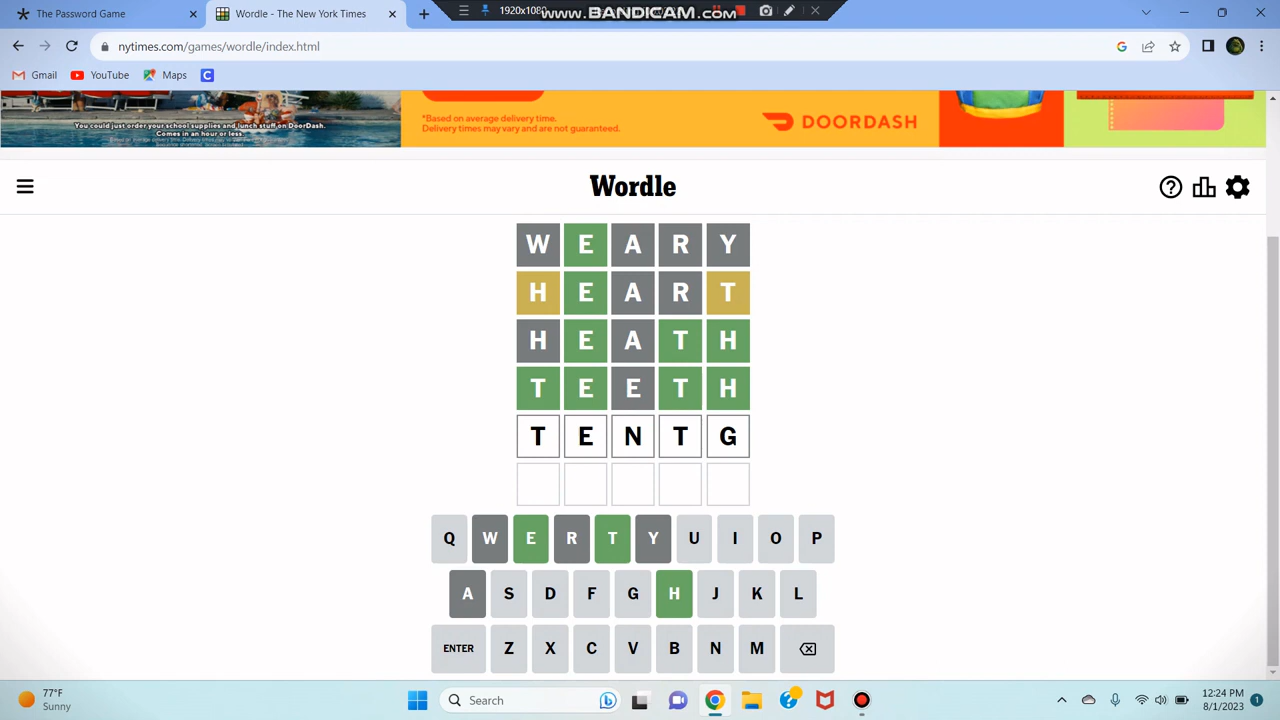 The Password Game
Wordle - The New York Times
1920x1080
WWW.BANDICAM.COM
nytimes.com/games/wordle/index.html
Gmail
YouTube
Maps
You could just order your school supplies and lunch stuff on DoorDash.
Comes in an hour or less.
*Based on average delivery time.
Delivery times may vary and are not guaranteed.
DOORDASH
Wordle
W E A R Y
H E A R T
H E A T H
T E E T H
T E N T G
Q W E R T Y U I O P
A S D F G H J K L
ENTER Z X C V B N M
77°F
Sunny
Search
12:24 PM
8/1/2023
1